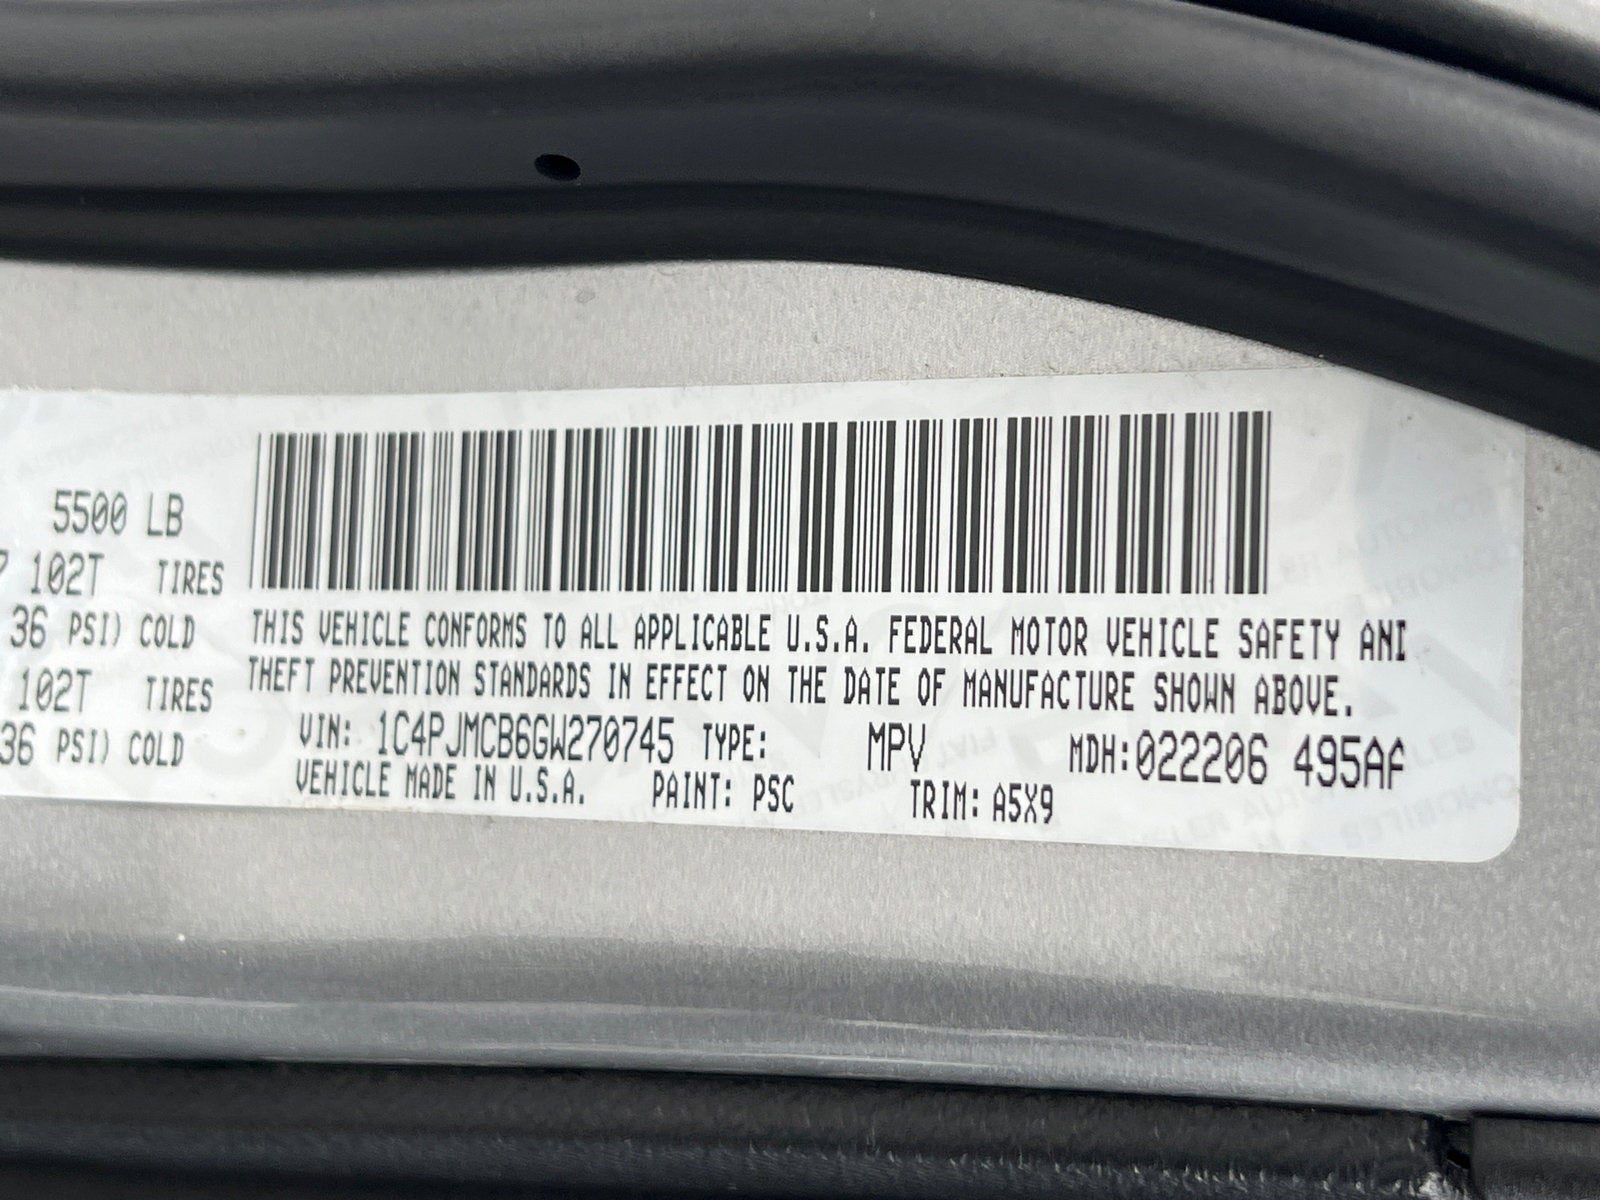 5500 LB
102T TIRES
36 PSI) COLD
102T TIRES
36 PSI) COLD
THIS VEHICLE CONFORMS TO ALL APPLICABLE U.S.A. FEDERAL MOTOR VEHICLE SAFETY
THEFT PREVENTION STANDARDS IN EFFECT ON THE DATE OF MANUFACTURE SHOWN ABOVE.
VIN: 1C4PJMCB6GW270745 TYPE: MPV MDH:022206 495
VEHICLE MADE IN U.S.A. PAINT: PSC TRIM: A5X9